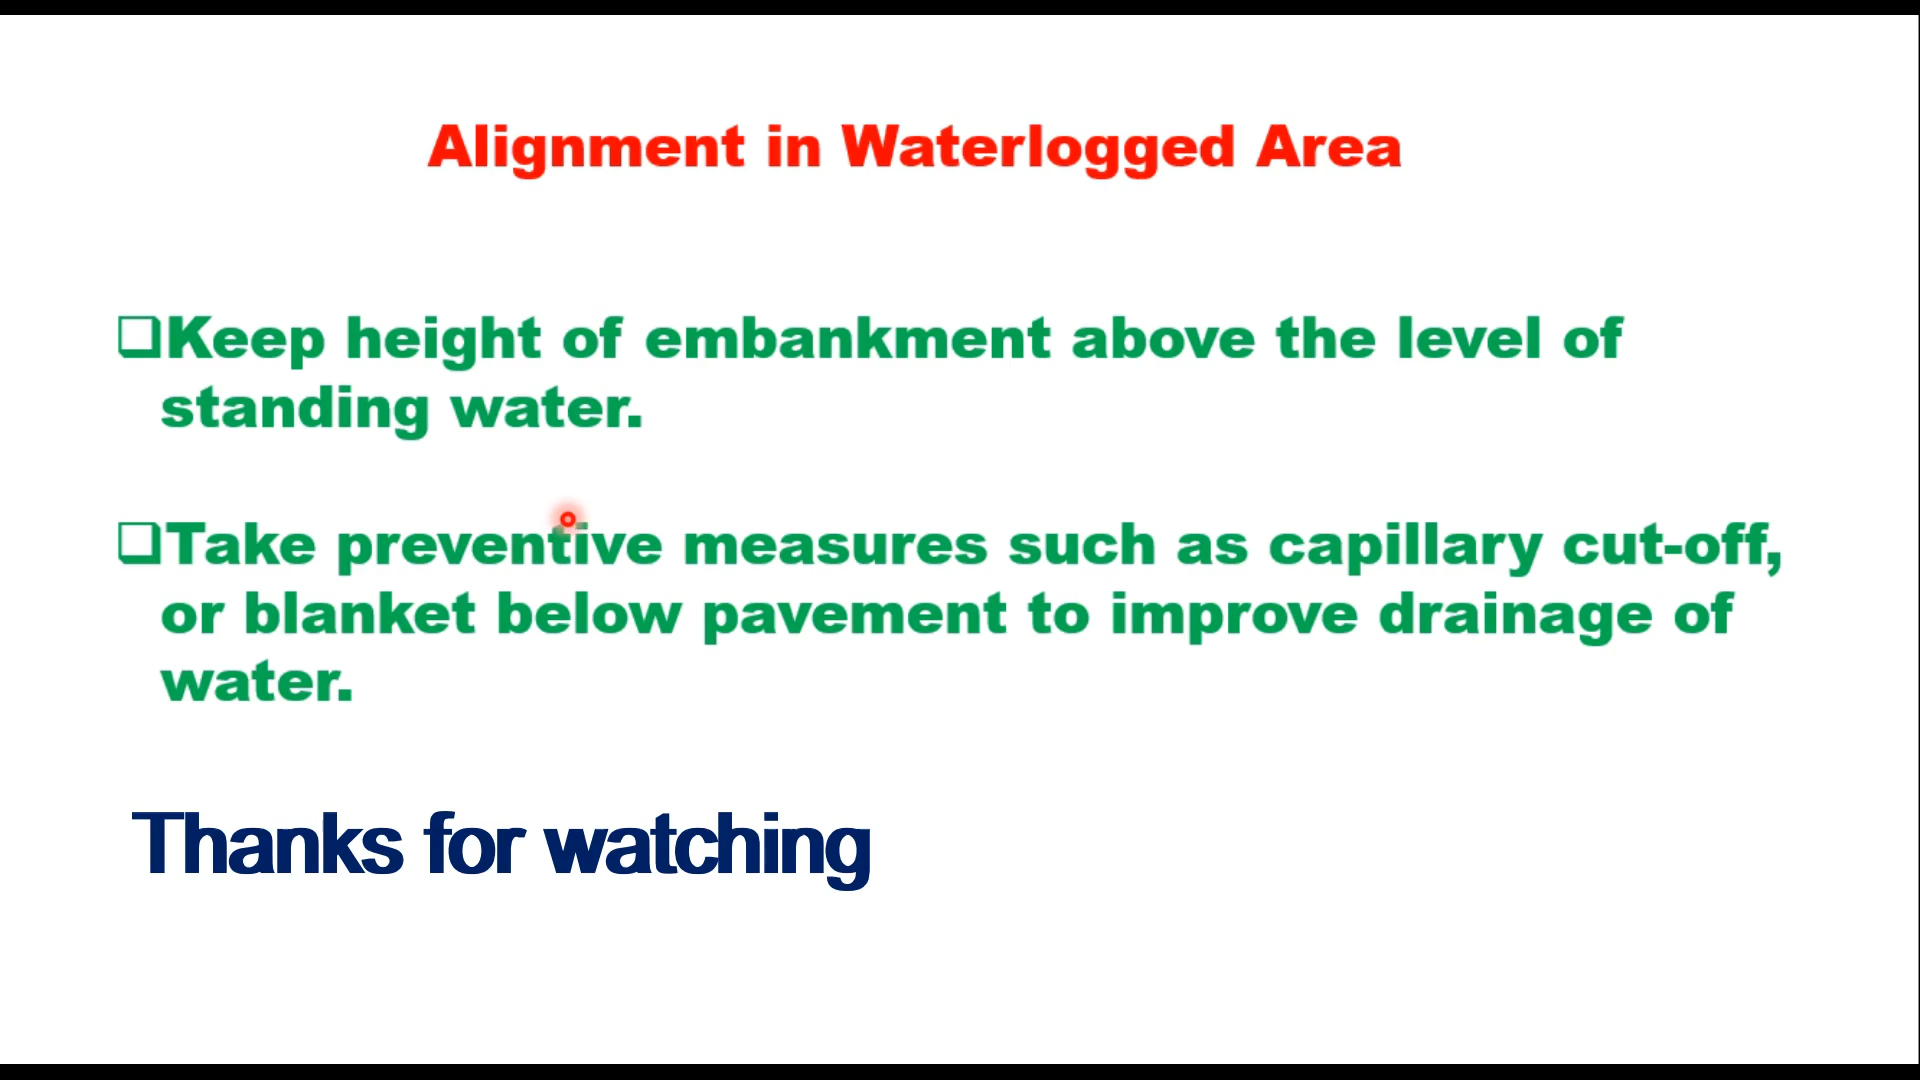 Alignment in Waterlogged Area
❑Keep height of embankment above the level of
standing water.
❑Take preventive measures such as capillary cut-off,
or blanket below pavement to improve drainage of
water.
Thanks for watching